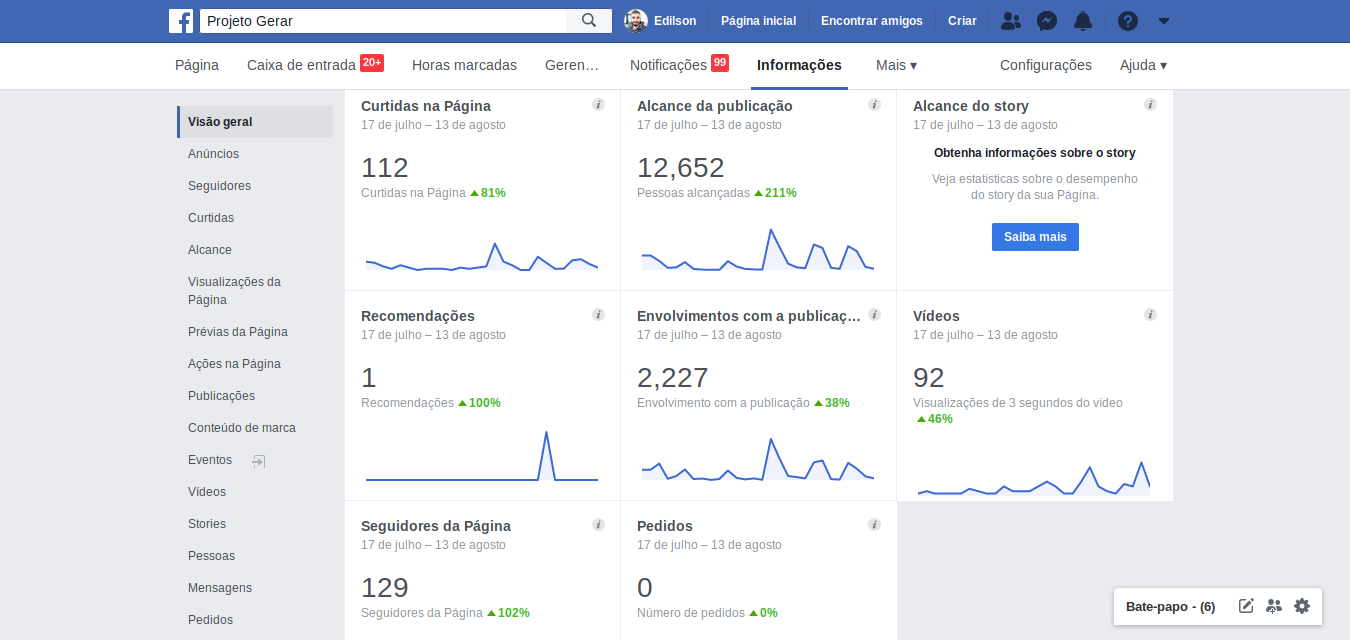 Projeto Gerar
Edilson
Página inicial
Encontrar amigos
Criar
Página
Caixa de entrada 20+
Horas marcadas
Geren…
Notificações 99
Informações
Mais ▾
Configurações
Ajuda ▾
Visão geral
Anúncios
Seguidores
Curtidas
Alcance
Visualizações da
Página
Prévias da Página
Ações na Página
Publicações
Conteúdo de marca
Eventos
Vídeos
Stories
Pessoas
Mensagens
Pedidos
Curtidas na Página
17 de julho – 13 de agosto
112
Curtidas na Página ▲81%
Alcance da publicação
17 de julho – 13 de agosto
12,652
Pessoas alcançadas ▲211%
Alcance do story
17 de julho – 13 de agosto
Obtenha informações sobre o story
Veja estatísticas sobre o desempenho
do story da sua Página.
Saiba mais
Recomendações
17 de julho – 13 de agosto
1
Recomendações ▲100%
Envolvimentos com a publicaç…
17 de julho – 13 de agosto
2,227
Envolvimento com a publicação ▲38%
Vídeos
17 de julho – 13 de agosto
92
Visualizações de 3 segundos do vídeo
▲46%
Seguidores da Página
17 de julho – 13 de agosto
129
Seguidores da Página ▲102%
Pedidos
17 de julho – 13 de agosto
0
Número de pedidos ▲0%
Bate-papo - (6)